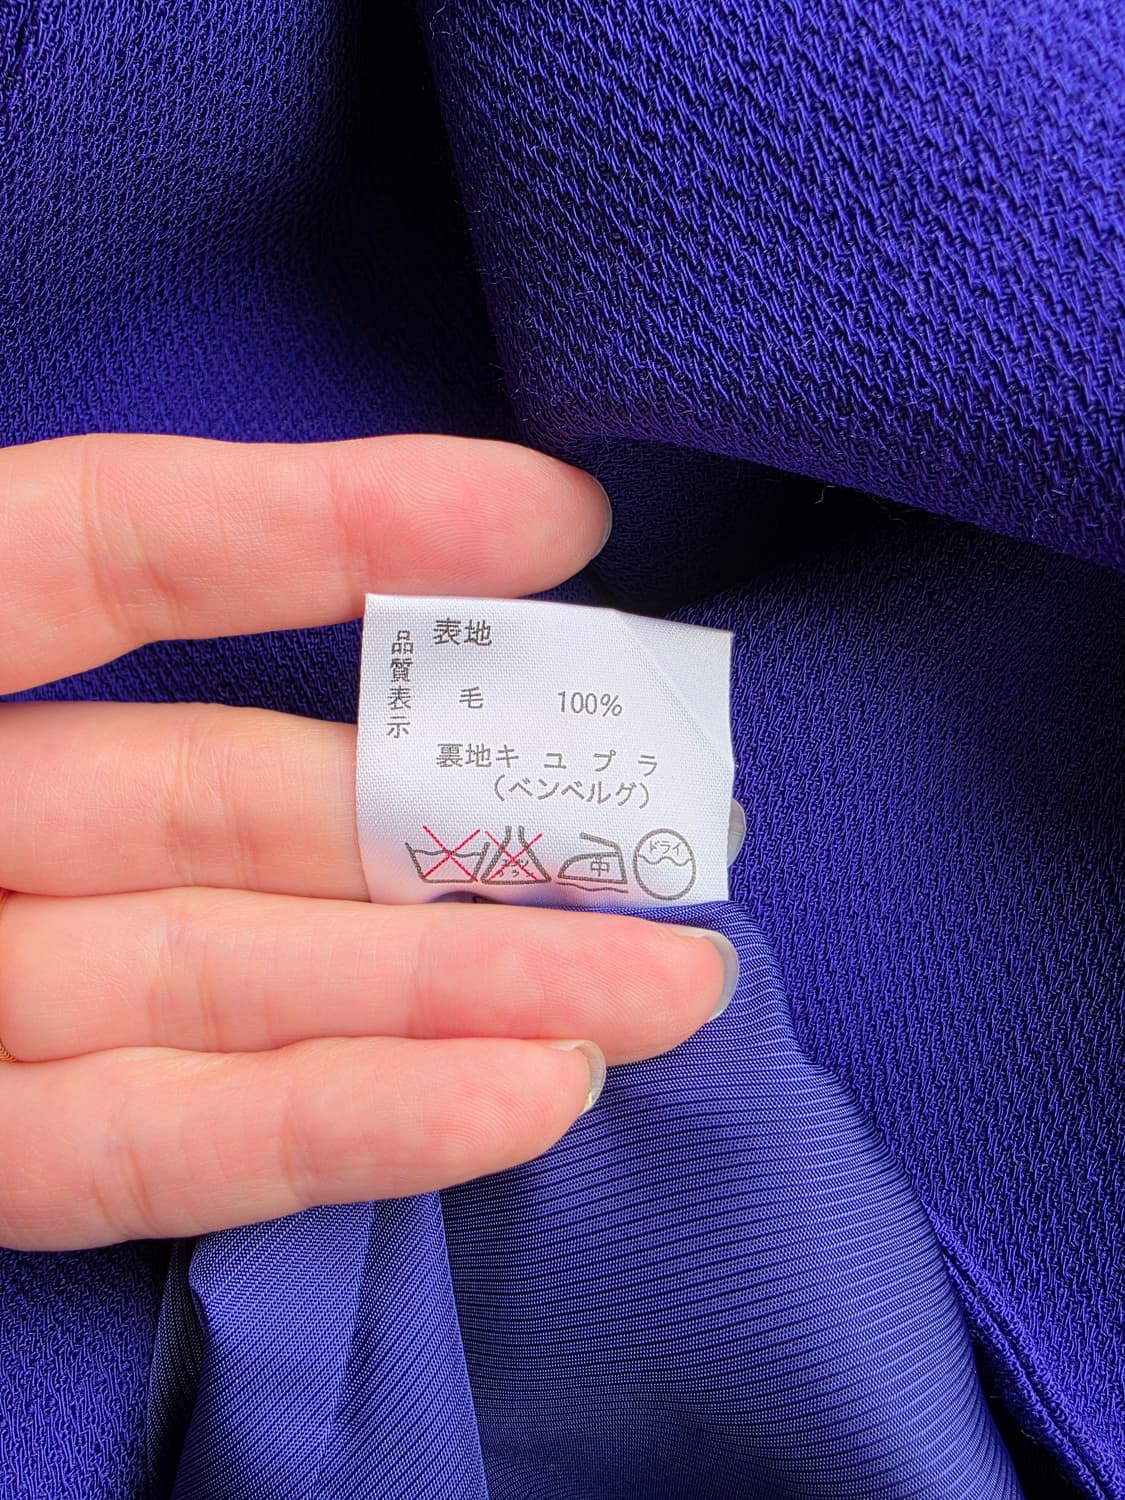 品質表示
表地
毛 100%
裏地キュプラ
(ベンベルグ)
中
ドライ